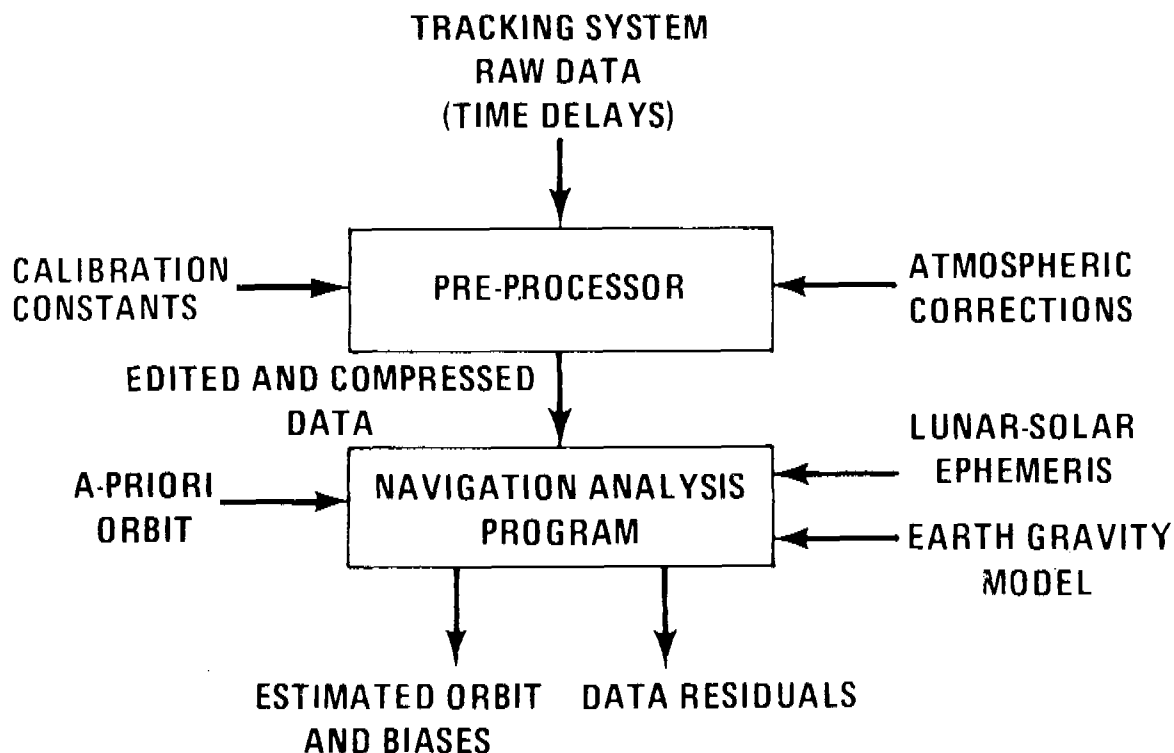 TRACKING SYSTEM
RAW DATA
(TIME DELAYS)
CALIBRATION
CONSTANTS
PRE-PROCESSOR
ATMOSPHERIC
CORRECTIONS
EDITED AND COMPRESSED
DATA
A-PRIORI
ORBIT
NAVIGATION ANALYSIS
PROGRAM
LUNAR-SOLAR
EPHEMERIS
EARTH GRAVITY
MODEL
ESTIMATED ORBIT
AND BIASES
DATA RESIDUALS